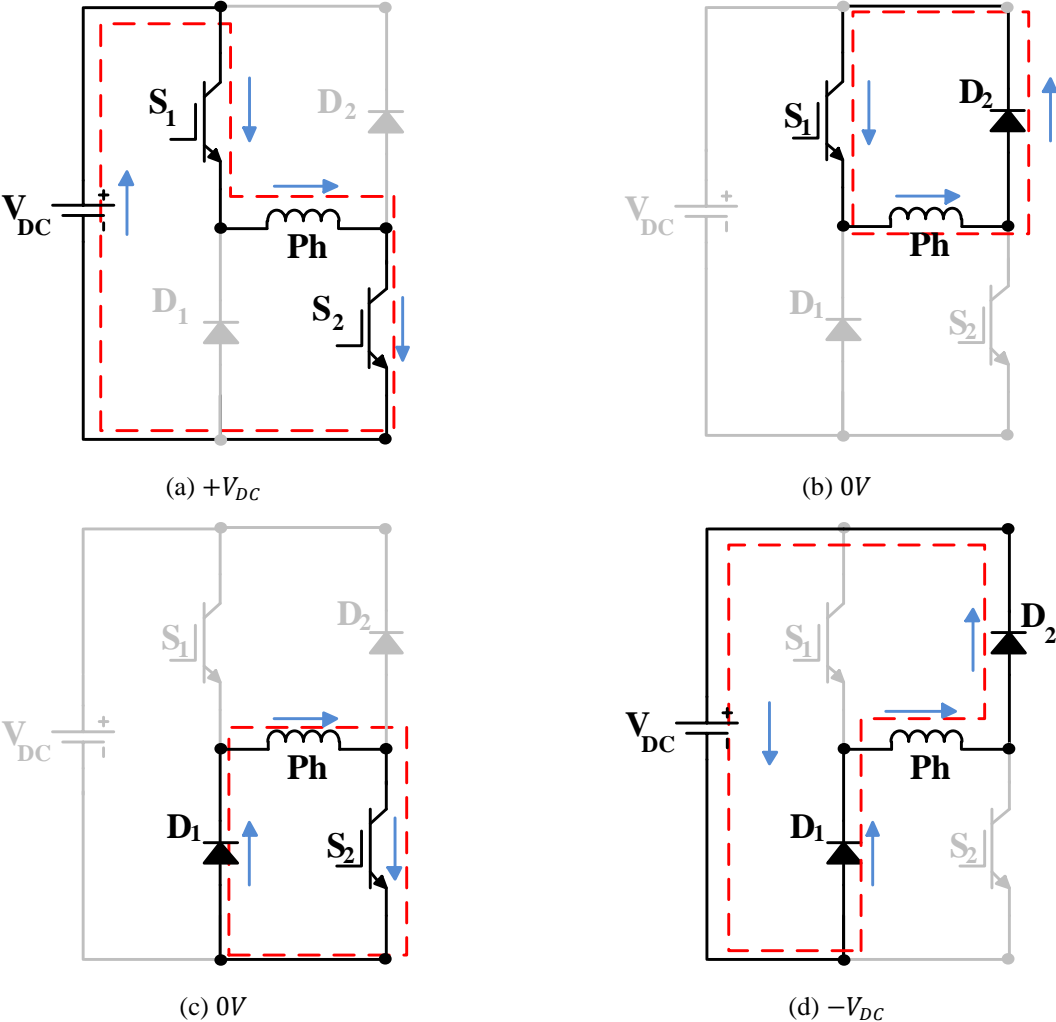 S1
D2
VDC
+
Ph
D1
S2
(a) +VDC
S1
D2
VDC
+
Ph
D1
S2
(b) 0V
S1
D2
VDC
+
Ph
D1
S2
(c) 0V
S1
D2
VDC
+
Ph
D1
S2
(d) −VDC